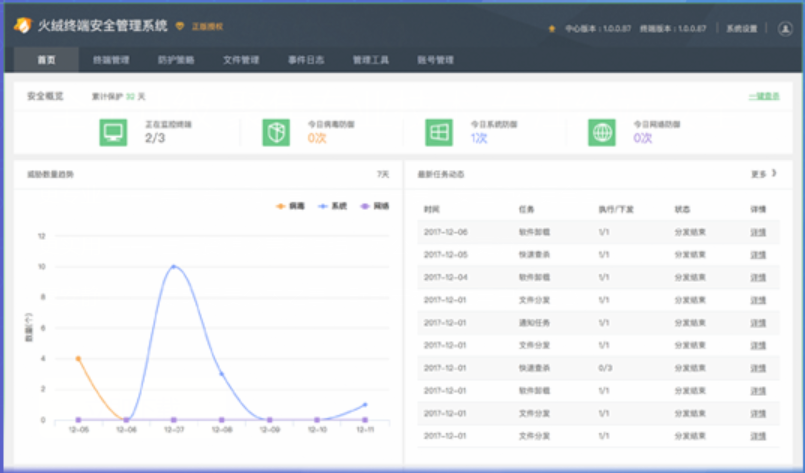 火绒终端安全管理系统 正版授权
中心版本：1.0.0.87 终端版本：1.0.0.87 系统设置
首页 终端管理 防护策略 文件管理 事件日志 管理工具 账号管理
安全概览 累计保护 32 天 一键查杀
正在监控终端
2/3
今日病毒防御
0次
今日系统防御
1次
今日网络防御
0次
威胁数量趋势 7天
病毒 系统 网络
数量(个)
12
10
8
6
4
2
0
12-05 12-06 12-07 12-08 12-09 12-10 12-11
最新任务动态 更多
时间 任务 执行/下发 状态 详情
2017-12-06 软件卸载 1/1 分发结束 详情
2017-12-05 快速查杀 1/1 分发结束 详情
2017-12-04 软件卸载 1/1 分发结束 详情
2017-12-01 文件分发 1/1 分发结束 详情
2017-12-01 通知任务 1/1 分发结束 详情
2017-12-01 文件分发 1/1 分发结束 详情
2017-12-01 快速查杀 0/3 分发结束 详情
2017-12-01 软件卸载 1/1 分发结束 详情
2017-12-01 文件分发 1/1 分发结束 详情
2017-12-01 文件分发 1/1 分发结束 详情